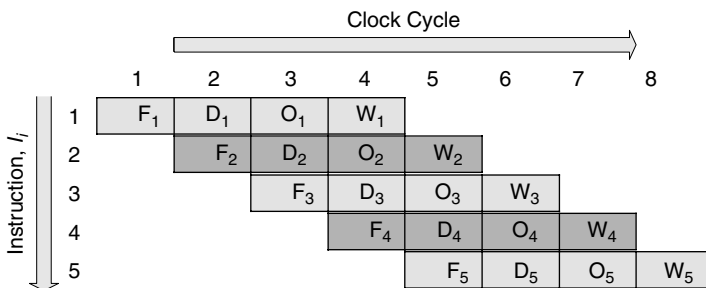 Clock Cycle
1 2 3 4 5 6 7 8
Instruction, Iᵢ
1 F₁ D₁ O₁ W₁
2 F₂ D₂ O₂ W₂
3 F₃ D₃ O₃ W₃
4 F₄ D₄ O₄ W₄
5 F₅ D₅ O₅ W₅